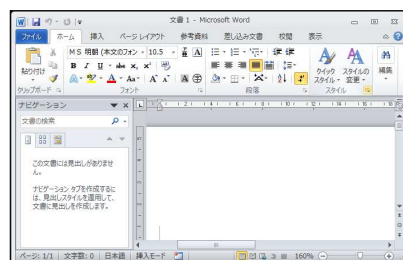 文書 1 - Microsoft Word
ファイル ホーム 挿入 ページ レイアウト 参考資料 差し込み文書 校閲 表示
貼り付け
MS 明朝 (本文のフォン 10.5
B I U abc x₂ x²
クイック スタイル
スタイルの 変更
編集
クリップボード フォント 段落 スタイル
ナビゲーション
文書の検索
この文書には見出しがありませ
ん。
ナビゲーション タブを作成するに
は、見出しスタイルを適用して、
文書に見出しを作成します。
ページ: 1/1 文字数: 0 日本語 挿入モード 160%